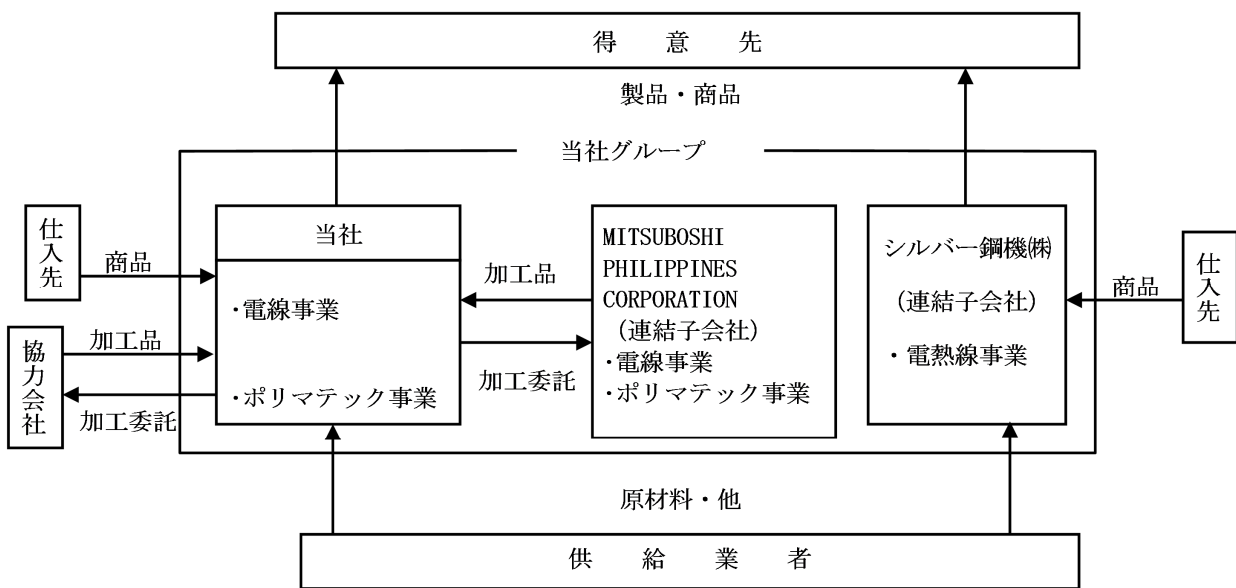 得 意 先
製品・商品
当社グループ
仕入先
商品
協力会社
加工品
加工委託
当社
・電線事業
・ポリマテック事業
加工品
加工委託
MITSUBOSHI
PHILIPPINES
CORPORATION
(連結子会社)
・電線事業
・ポリマテック事業
シルバー鋼機㈱
(連結子会社)
・電熱線事業
商品
仕入先
原材料・他
供 給 業 者